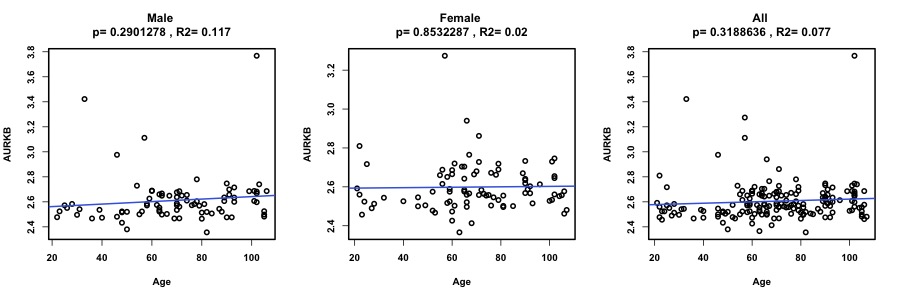 Male
p= 0.2901278 , R2= 0.117
AURKB
3.8
3.6
3.4
3.2
3.0
2.8
2.6
2.4
20 40 60 80 100
Age
Female
p= 0.8532287 , R2= 0.02
AURKB
3.2
3.0
2.8
2.6
2.4
20 40 60 80 100
Age
All
p= 0.3188636 , R2= 0.077
AURKB
3.8
3.6
3.4
3.2
3.0
2.8
2.6
2.4
20 40 60 80 100
Age